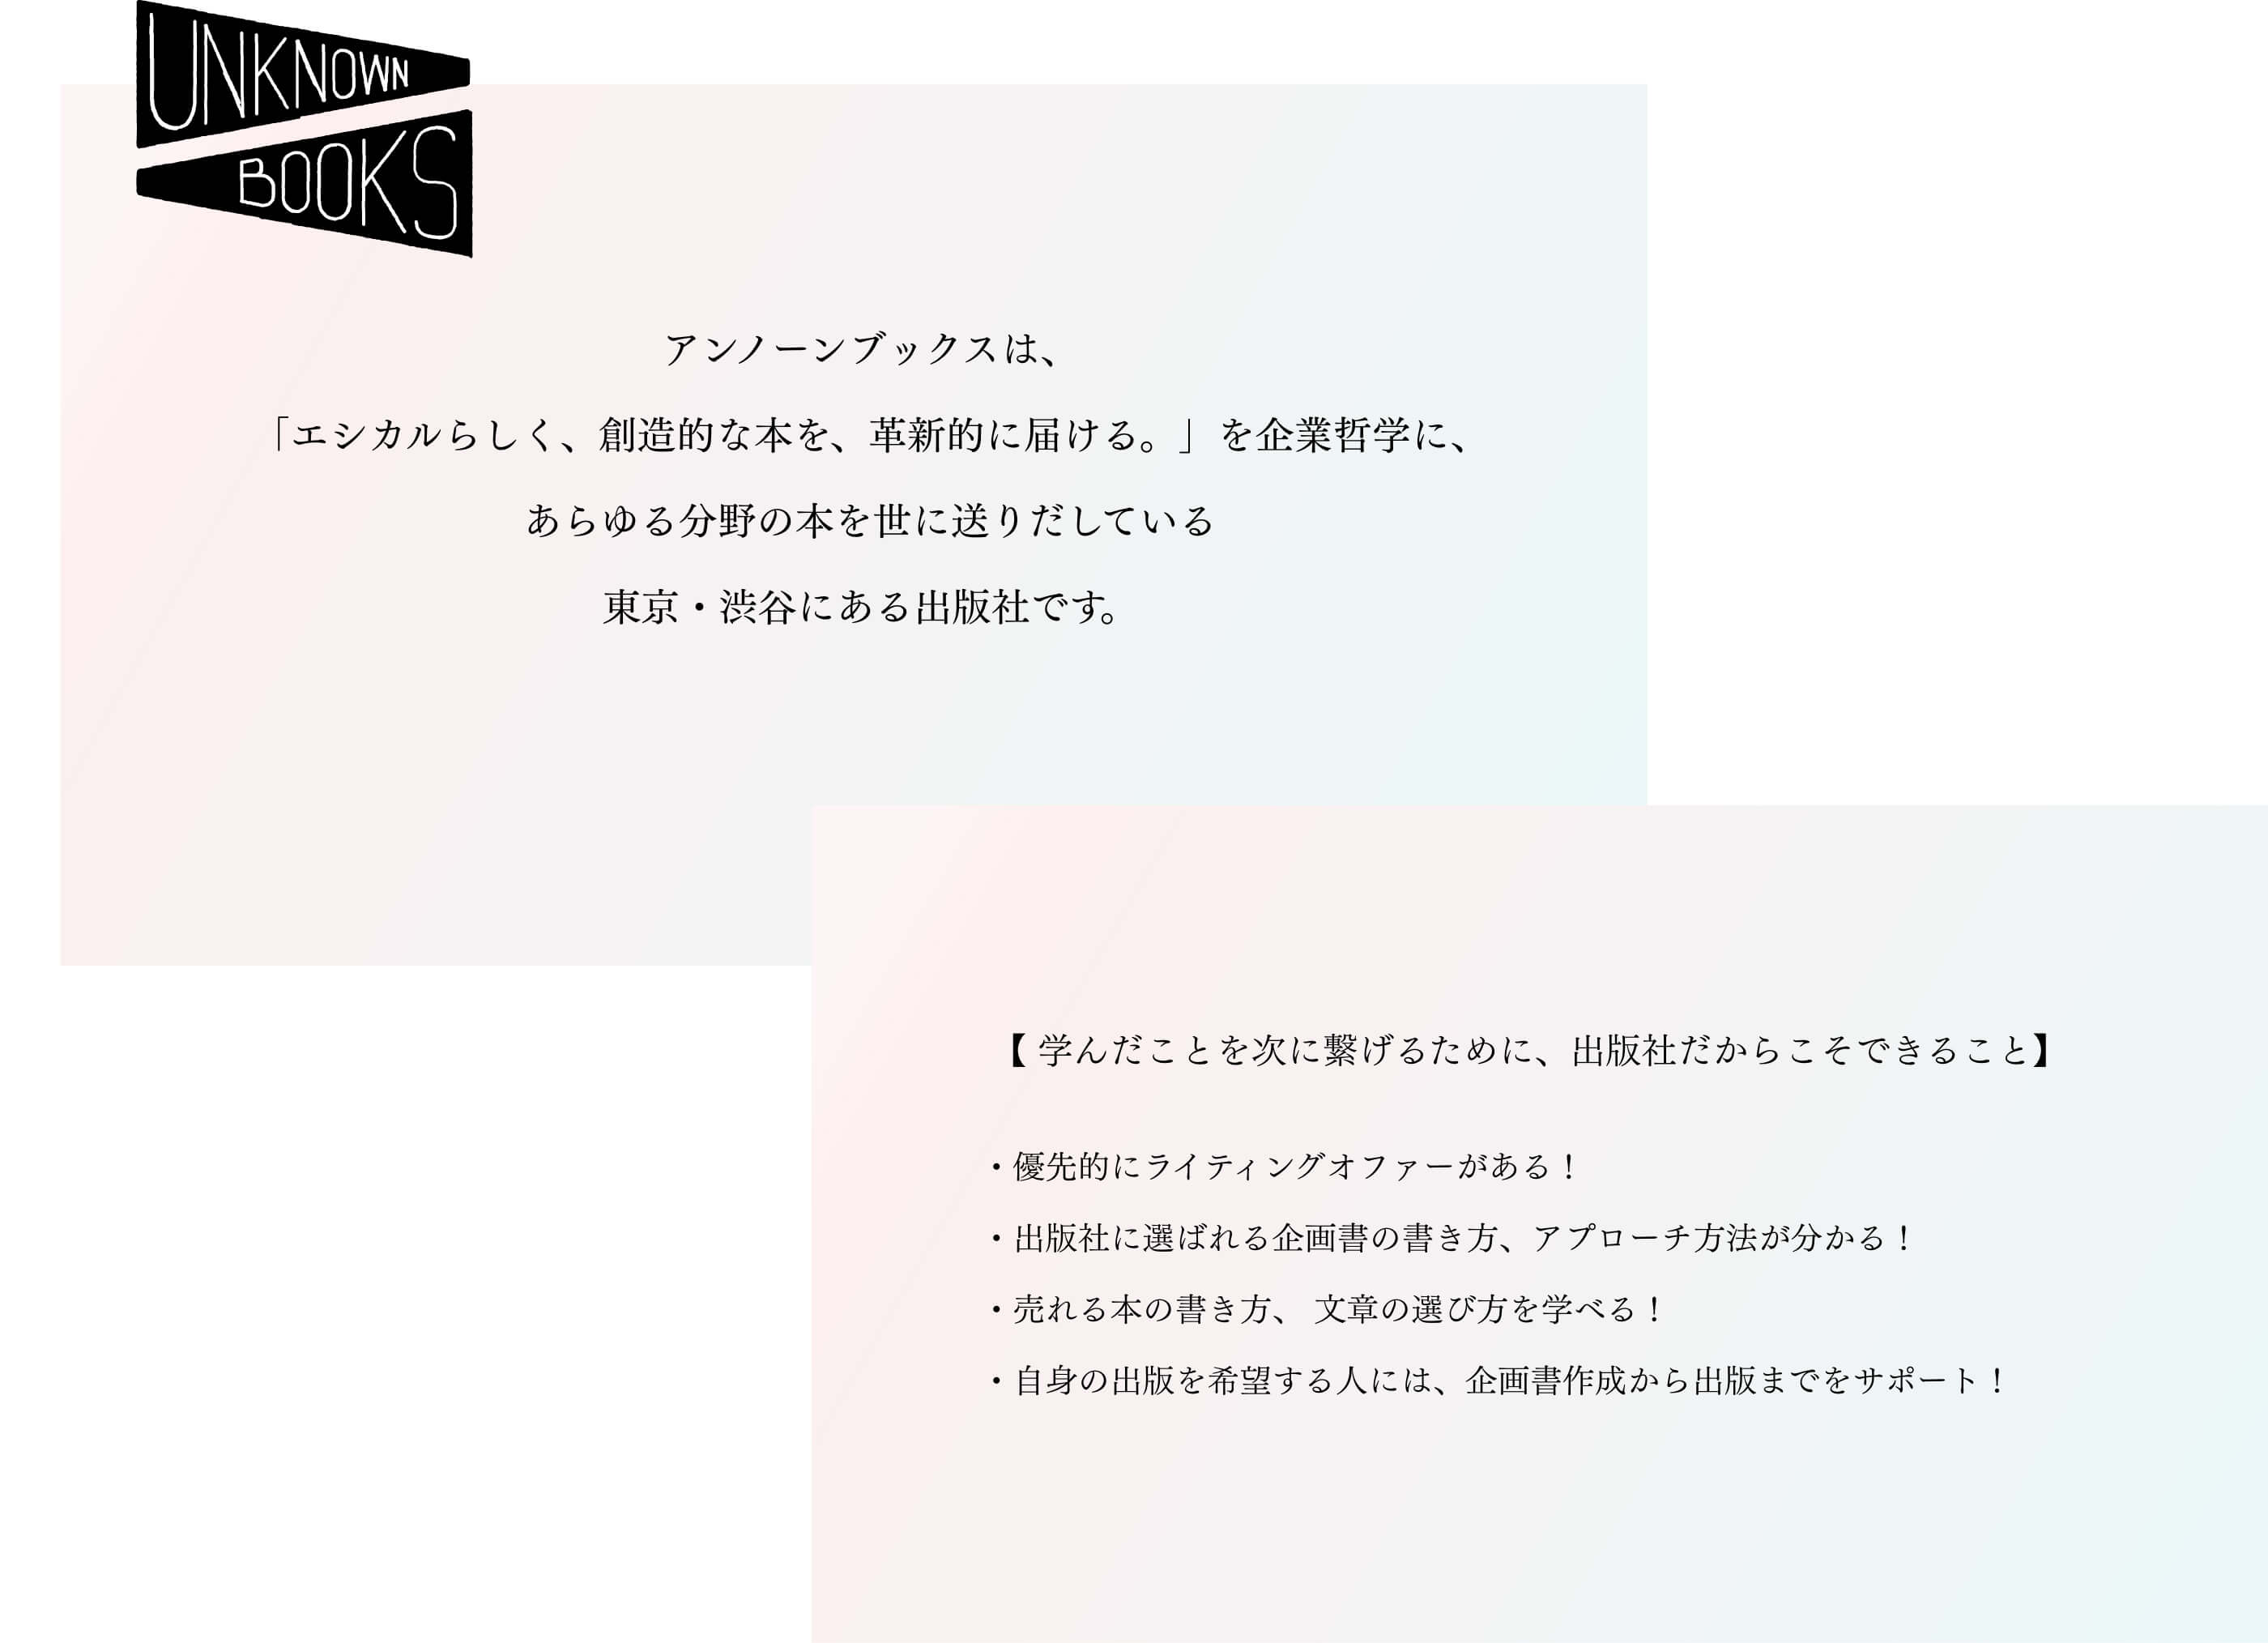 UNKNOWN
BOOKS
アンノーンブックスは、
「エシカルらしく、創造的な本を、革新的に届ける。」を企業哲学に、
あらゆる分野の本を世に送りだしている
東京・渋谷にある出版社です。
【 学んだことを次に繋げるために、出版社だからこそできること】
・優先的にライティングオファーがある！
・出版社に選ばれる企画書の書き方、アプローチ方法が分かる！
・売れる本の書き方、 文章の選び方を学べる！
・自身の出版を希望する人には、企画書作成から出版までをサポート！